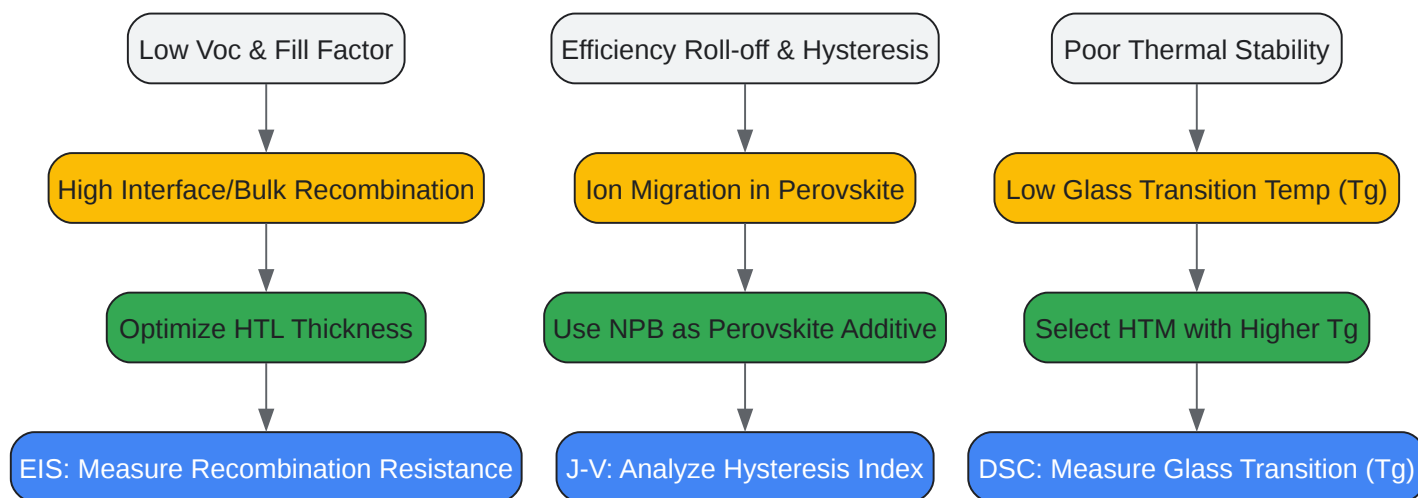 Low Voc & Fill Factor
Efficiency Roll-off & Hysteresis
Poor Thermal Stability
High Interface/Bulk Recombination
Ion Migration in Perovskite
Low Glass Transition Temp (Tg)
Optimize HTL Thickness
Use NPB as Perovskite Additive
Select HTM with Higher Tg
EIS: Measure Recombination Resistance
J-V: Analyze Hysteresis Index
DSC: Measure Glass Transition (Tg)